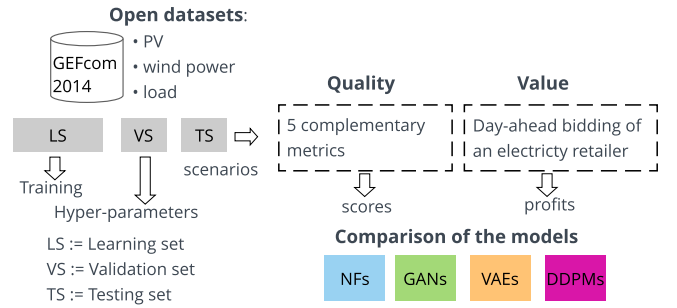 Open datasets:
GEFcom
2014
• PV
• wind power
• load
Quality
Value
LS
VS
TS
5 complementary
metrics
Day-ahead bidding of
an electricty retailer
scenarios
Training
Hyper-parameters
scores
profits
LS := Learning set
VS := Validation set
TS := Testing set
Comparison of the models
NFs
GANs
VAEs
DDPMs